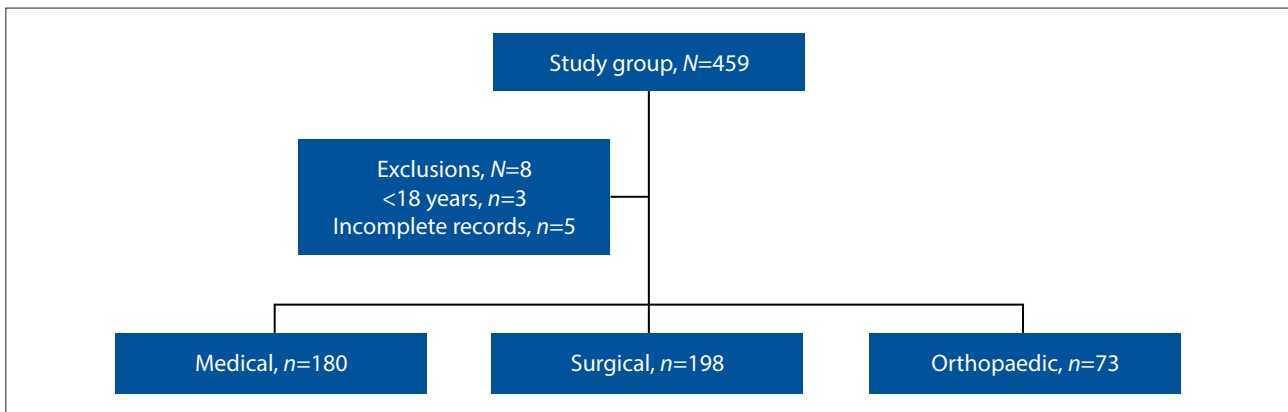 Study group, N=459
Exclusions, N=8
<18 years, n=3
Incomplete records, n=5
Medical, n=180
Surgical, n=198
Orthopaedic, n=73